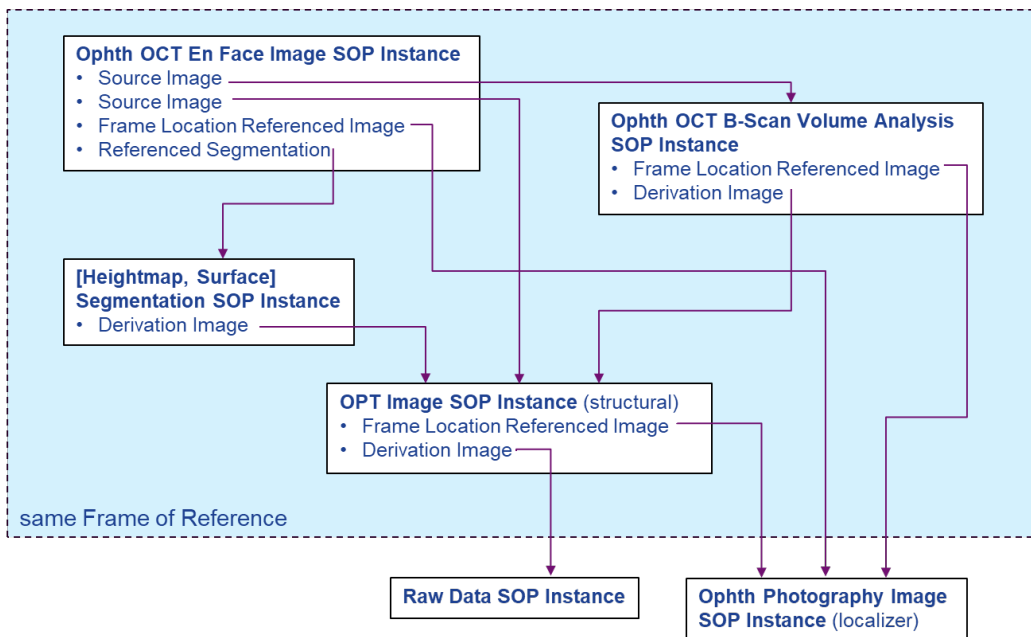 Ophth OCT En Face Image SOP Instance
• Source Image
• Source Image
• Frame Location Referenced Image
• Referenced Segmentation
Ophth OCT B-Scan Volume Analysis
SOP Instance
• Frame Location Referenced Image
• Derivation Image
[Heightmap, Surface]
Segmentation SOP Instance
• Derivation Image
OPT Image SOP Instance (structural)
• Frame Location Referenced Image
• Derivation Image
same Frame of Reference
Raw Data SOP Instance
Ophth Photography Image
SOP Instance (localizer)